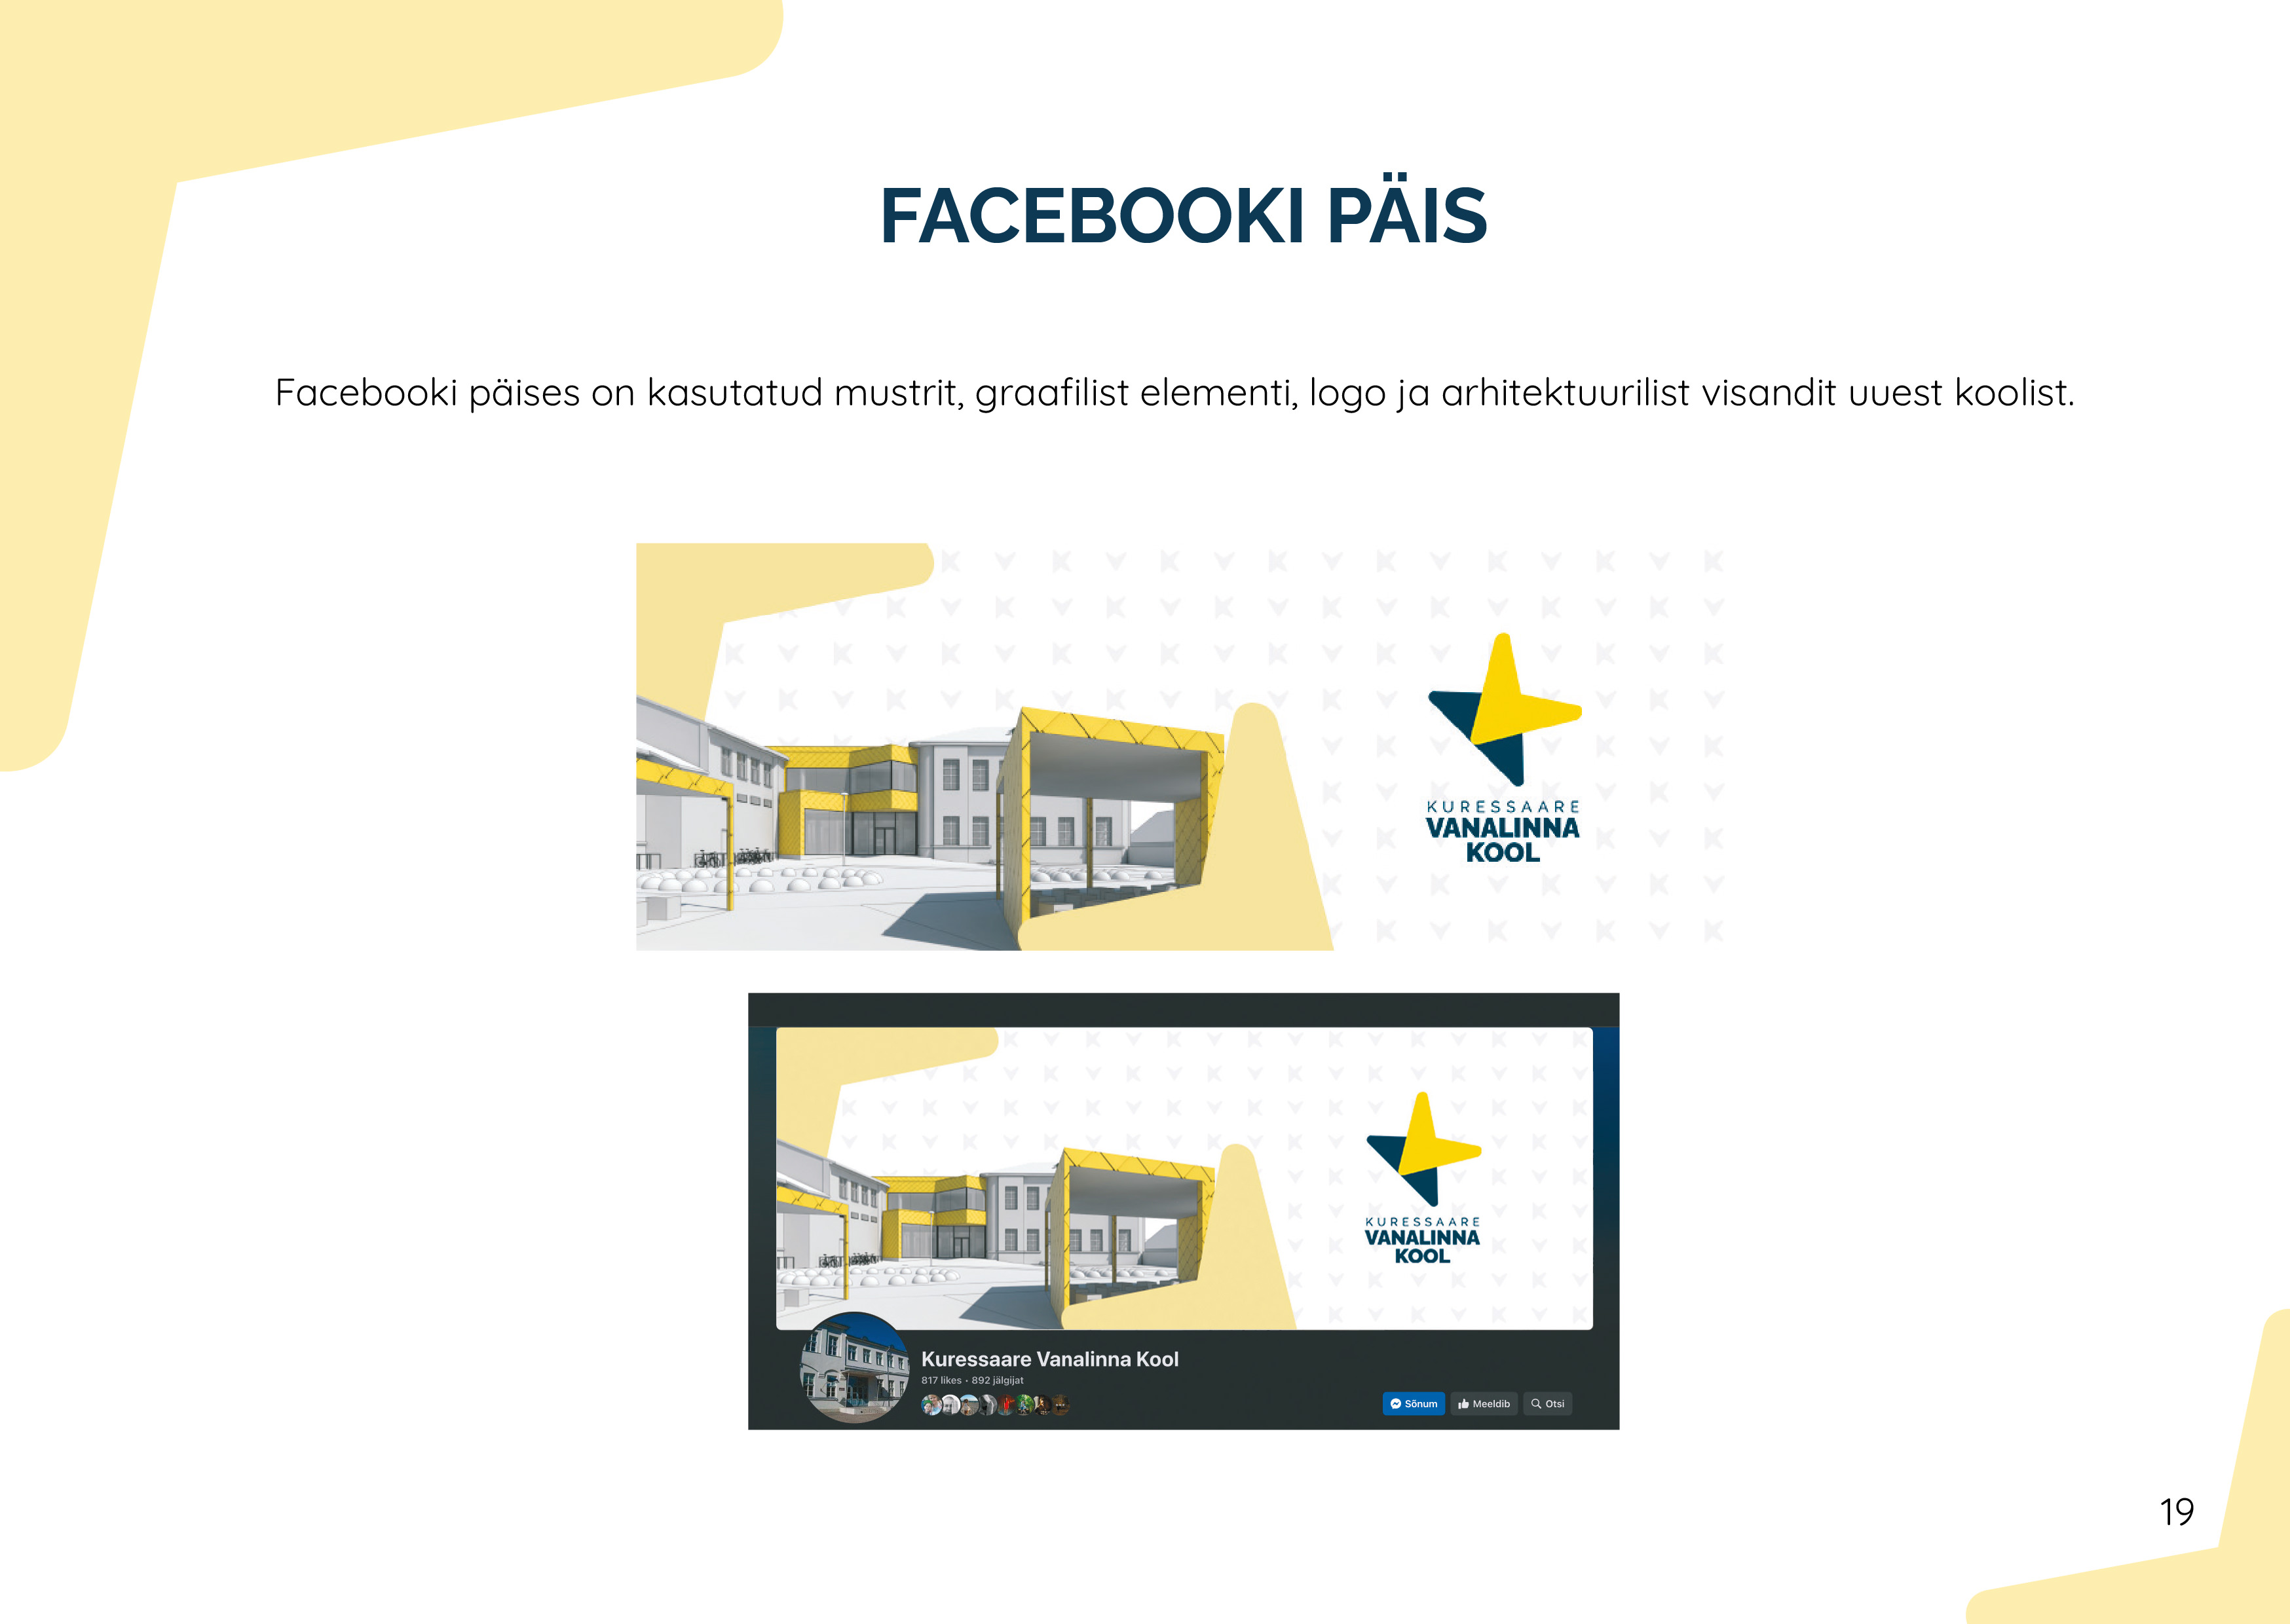 FACEBOOKI PÄIS
Facebooki päises on kasutatud mustrit, graafilist elementi, logo ja arhitektuurilist visandit uuest koolist.
KURESSAARE
VANALINNA
KOOL
KURESSAARE
VANALINNA
KOOL
Kuressaare Vanalinna Kool
817 likes • 892 jälgijat
Sõnum Meeldib Otsi
19